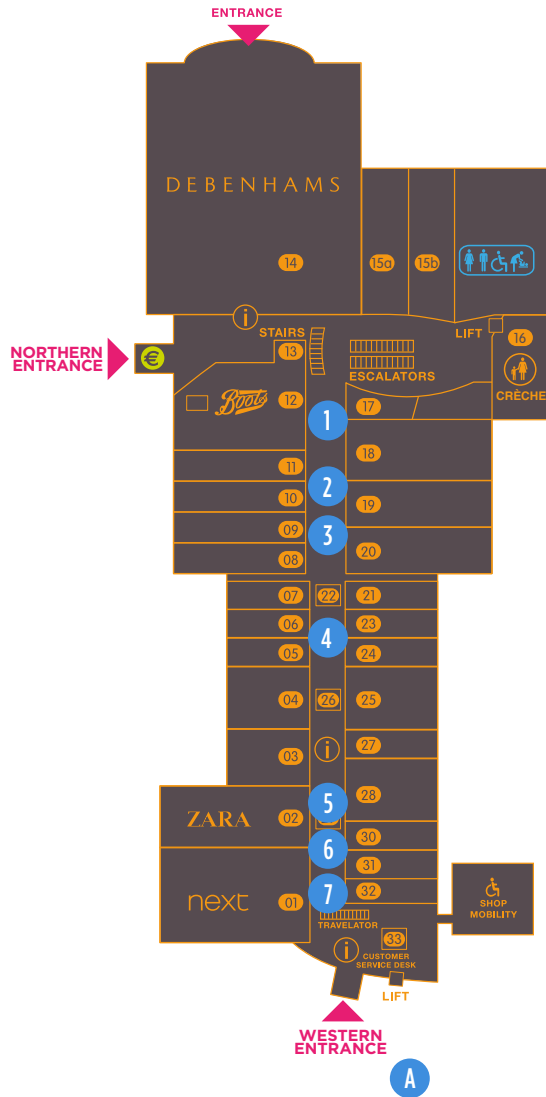 ENTRANCE
DEBENHAMS
14
15a
15b
i
STAIRS
LIFT
16
NORTHERN
ENTRANCE
€
13
ESCALATORS
CRÈCHE
Boots
12
17
1
11
18
2
10
19
09
3
08
20
07
22
21
06
23
4
05
24
04
26
25
i
27
03
28
5
ZARA
02
30
6
31
7
32
next
01
TRAVELATOR
SHOP
MOBILITY
i
33
CUSTOMER
SERVICE DESK
LIFT
WESTERN
ENTRANCE
A